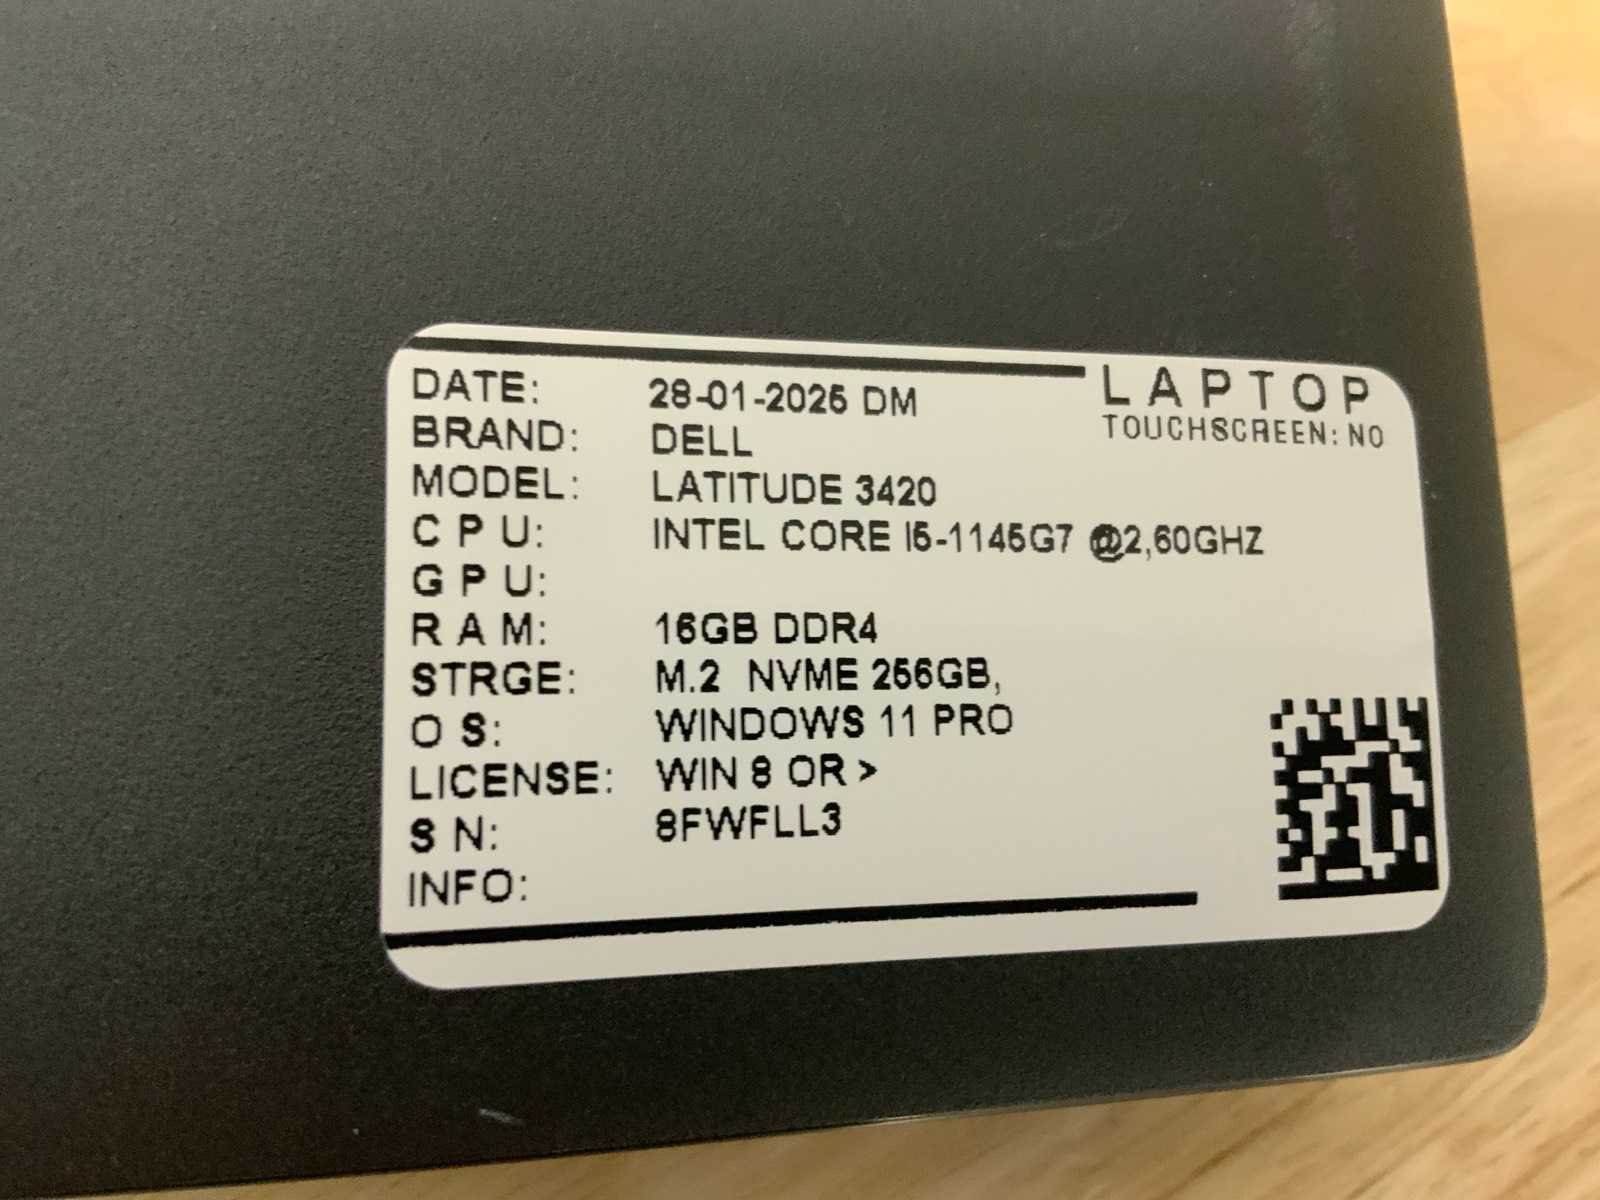 DATE: 28-01-2025 DM
LAPTOP
TOUCHSCREEN: NO
BRAND: DELL
MODEL: LATITUDE 3420
C P U: INTEL CORE I5-1145G7 @2,60GHZ
G P U:
R A M: 16GB DDR4
STRGE: M.2 NVME 256GB,
O S: WINDOWS 11 PRO
LICENSE: WIN 8 OR >
S N: 8FWFLL3
INFO: